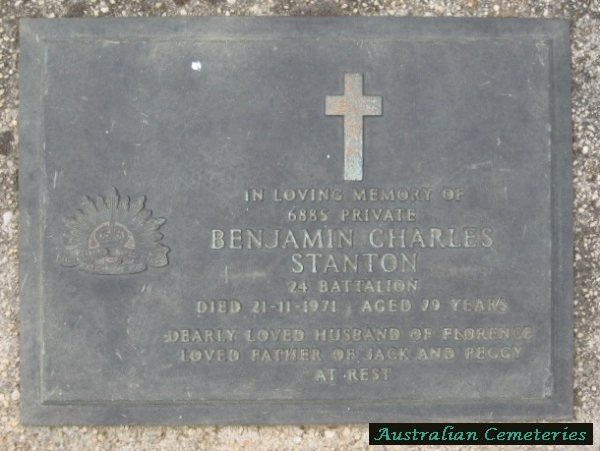 IN LOVING MEMORY OF
6885 PRIVATE
BENJAMIN CHARLES
STANTON
24 BATTALION
DIED 21-11-1971 AGED 79 YEARS
DEARLY LOVED HUSBAND OF FLORENCE
LOVED FATHER OF JACK AND PEGGY
AT REST
Australian Cemeteries